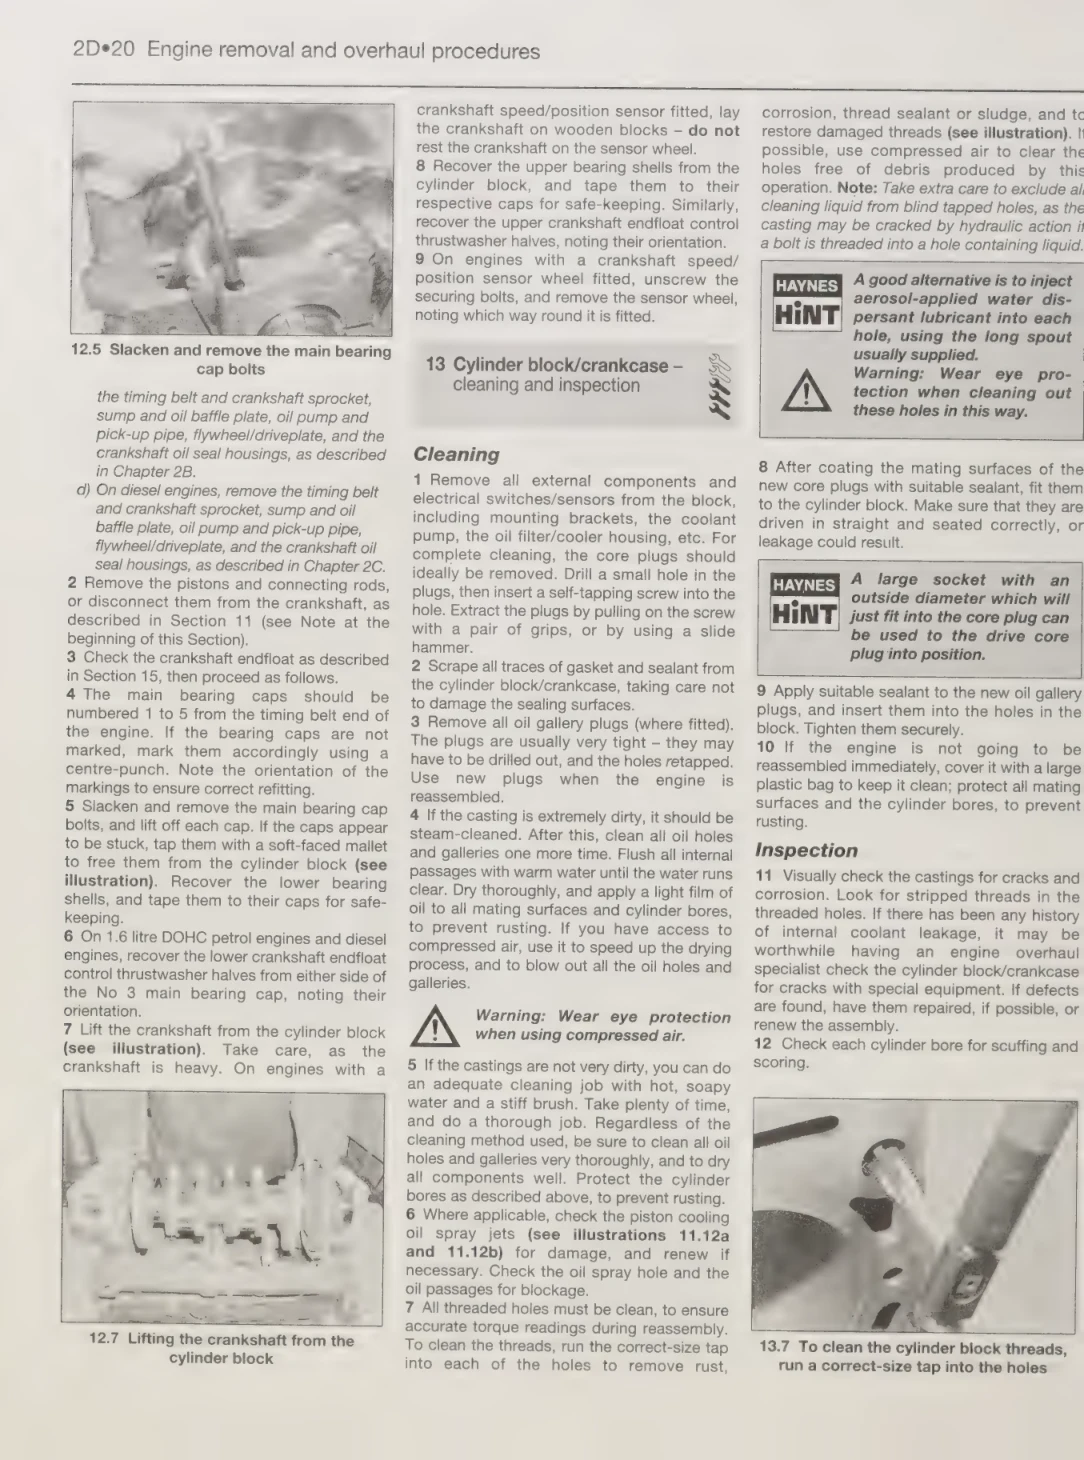 2D•20 Engine removal and overhaul procedures
12.5 Slacken and remove the main bearing
cap bolts
the timing belt and crankshaft sprocket,
sump and oil baffle plate, oil pump and
pick-up pipe, flywheel/driveplate, and the
crankshaft oil seal housings, as described
in Chapter 2B.
d) On diesel engines, remove the timing belt
and crankshaft sprocket, sump and oil
baffle plate, oil pump and pick-up pipe,
flywheel/driveplate, and the crankshaft oil
seal housings, as described in Chapter 2C.
2 Remove the pistons and connecting rods,
or disconnect them from the crankshaft, as
described in Section 11 (see Note at the
beginning of this Section).
3 Check the crankshaft endfloat as described
in Section 15, then proceed as follows.
4 The main bearing caps should be
numbered 1 to 5 from the timing belt end of
the engine. If the bearing caps are not
marked, mark them accordingly using a
centre-punch. Note the orientation of the
markings to ensure correct refitting.
5 Slacken and remove the main bearing cap
bolts, and lift off each cap. If the caps appear
to be stuck, tap them with a soft-faced mallet
to free them from the cylinder block (see
illustration). Recover the lower bearing
shells, and tape them to their caps for safe-
keeping.
6 On 1.6 litre DOHC petrol engines and diesel
engines, recover the lower crankshaft endfloat
control thrustwasher halves from either side of
the No 3 main bearing cap, noting their
orientation.
7 Lift the crankshaft from the cylinder block
(see illustration). Take care, as the
crankshaft is heavy. On engines with a
12.7 Lifting the crankshaft from the
cylinder block
crankshaft speed/position sensor fitted, lay
the crankshaft on wooden blocks – do not
rest the crankshaft on the sensor wheel.
8 Recover the upper bearing shells from the
cylinder block, and tape them to their
respective caps for safe-keeping. Similarly,
recover the upper crankshaft endfloat control
thrustwasher halves, noting their orientation.
9 On engines with a crankshaft speed/
position sensor wheel fitted, unscrew the
securing bolts, and remove the sensor wheel,
noting which way round it is fitted.
13 Cylinder block/crankcase –
cleaning and inspection
Cleaning
1 Remove all external components and
electrical switches/sensors from the block,
including mounting brackets, the coolant
pump, the oil filter/cooler housing, etc. For
complete cleaning, the core plugs should
ideally be removed. Drill a small hole in the
plugs, then insert a self-tapping screw into the
hole. Extract the plugs by pulling on the screw
with a pair of grips, or by using a slide
hammer.
2 Scrape all traces of gasket and sealant from
the cylinder block/crankcase, taking care not
to damage the sealing surfaces.
3 Remove all oil gallery plugs (where fitted).
The plugs are usually very tight – they may
have to be drilled out, and the holes retapped.
Use new plugs when the engine is
reassembled.
4 If the casting is extremely dirty, it should be
steam-cleaned. After this, clean all oil holes
and galleries one more time. Flush all internal
passages with warm water until the water runs
clear. Dry thoroughly, and apply a light film of
oil to all mating surfaces and cylinder bores,
to prevent rusting. If you have access to
compressed air, use it to speed up the drying
process, and to blow out all the oil holes and
galleries.
Warning: Wear eye protection
when using compressed air.
5 If the castings are not very dirty, you can do
an adequate cleaning job with hot, soapy
water and a stiff brush. Take plenty of time,
and do a thorough job. Regardless of the
cleaning method used, be sure to clean all oil
holes and galleries very thoroughly, and to dry
all components well. Protect the cylinder
bores as described above, to prevent rusting.
6 Where applicable, check the piston cooling
oil spray jets (see illustrations 11.12a
and 11.12b) for damage, and renew if
necessary. Check the oil spray hole and the
oil passages for blockage.
7 All threaded holes must be clean, to ensure
accurate torque readings during reassembly.
To clean the threads, run the correct-size tap
into each of the holes to remove rust,
corrosion, thread sealant or sludge, and to
restore damaged threads (see illustration). If
possible, use compressed air to clear the
holes free of debris produced by this
operation. Note: Take extra care to exclude all
cleaning liquid from blind tapped holes, as the
casting may be cracked by hydraulic action if
a bolt is threaded into a hole containing liquid.
HAYNES
HiNT
A good alternative is to inject
aerosol-applied water dis-
persant lubricant into each
hole, using the long spout
usually supplied.
Warning: Wear eye pro-
tection when cleaning out
these holes in this way.
8 After coating the mating surfaces of the
new core plugs with suitable sealant, fit them
to the cylinder block. Make sure that they are
driven in straight and seated correctly, or
leakage could result.
HAYNES
HiNT
A large socket with an
outside diameter which will
just fit into the core plug can
be used to the drive core
plug into position.
9 Apply suitable sealant to the new oil gallery
plugs, and insert them into the holes in the
block. Tighten them securely.
10 If the engine is not going to be
reassembled immediately, cover it with a large
plastic bag to keep it clean; protect all mating
surfaces and the cylinder bores, to prevent
rusting.
Inspection
11 Visually check the castings for cracks and
corrosion. Look for stripped threads in the
threaded holes. If there has been any history
of internal coolant leakage, it may be
worthwhile having an engine overhaul
specialist check the cylinder block/crankcase
for cracks with special equipment. If defects
are found, have them repaired, if possible, or
renew the assembly.
12 Check each cylinder bore for scuffing and
scoring.
13.7 To clean the cylinder block threads,
run a correct-size tap into the holes